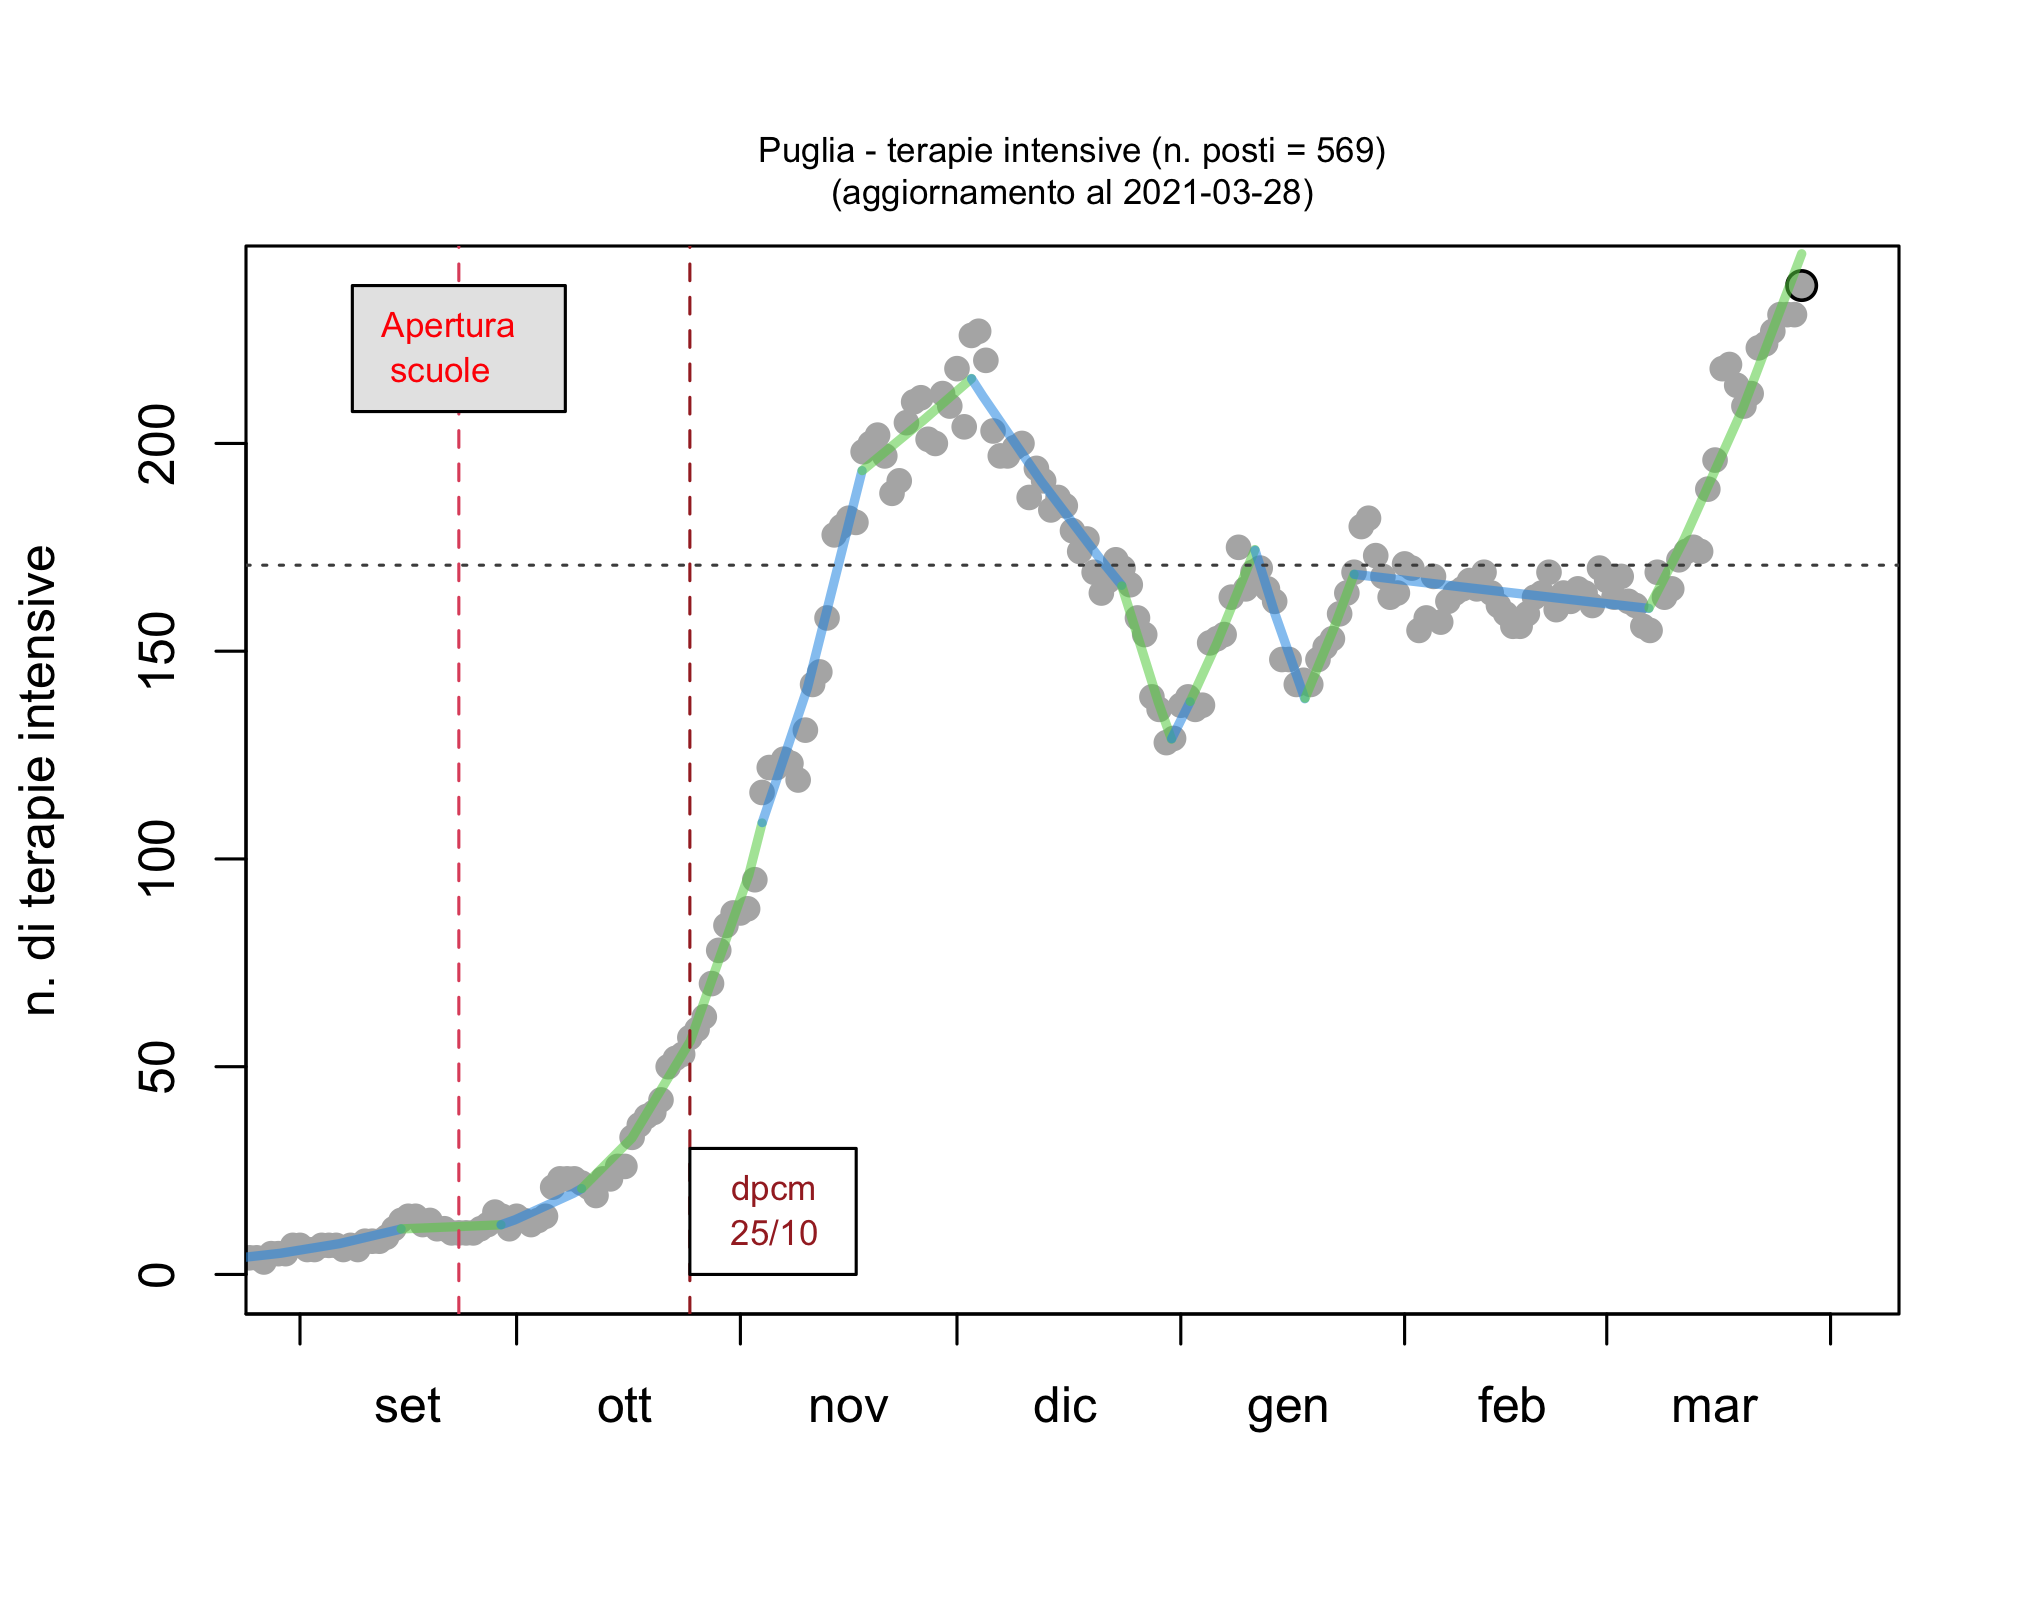 Puglia - terapie intensive (n. posti = 569)
(aggiornamento al 2021-03-28)
Apertura
scuole
n. di terapie intensive
200
150
100
50
0
dpcm
25/10
set ott nov dic gen feb mar